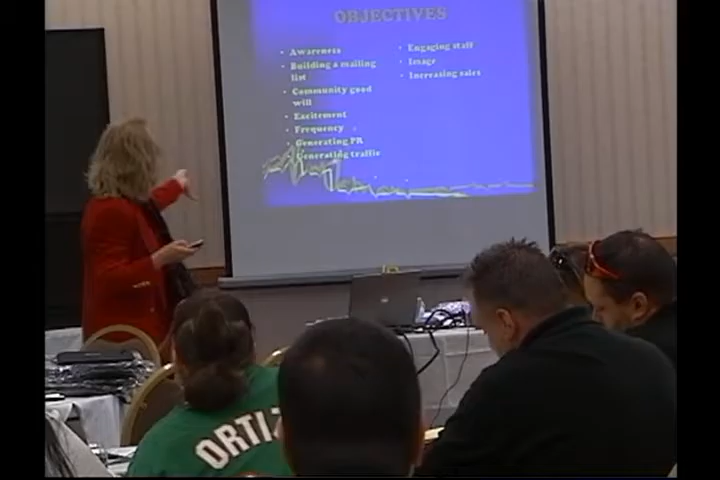 OBJECTIVES
• Awareness
• Building a mailing
list
• Community good
will
• Excitement
• Frequency
• Generating PR
• Generating traffic
• Engaging staff
• Image
• Increasing sales
ORTIZ